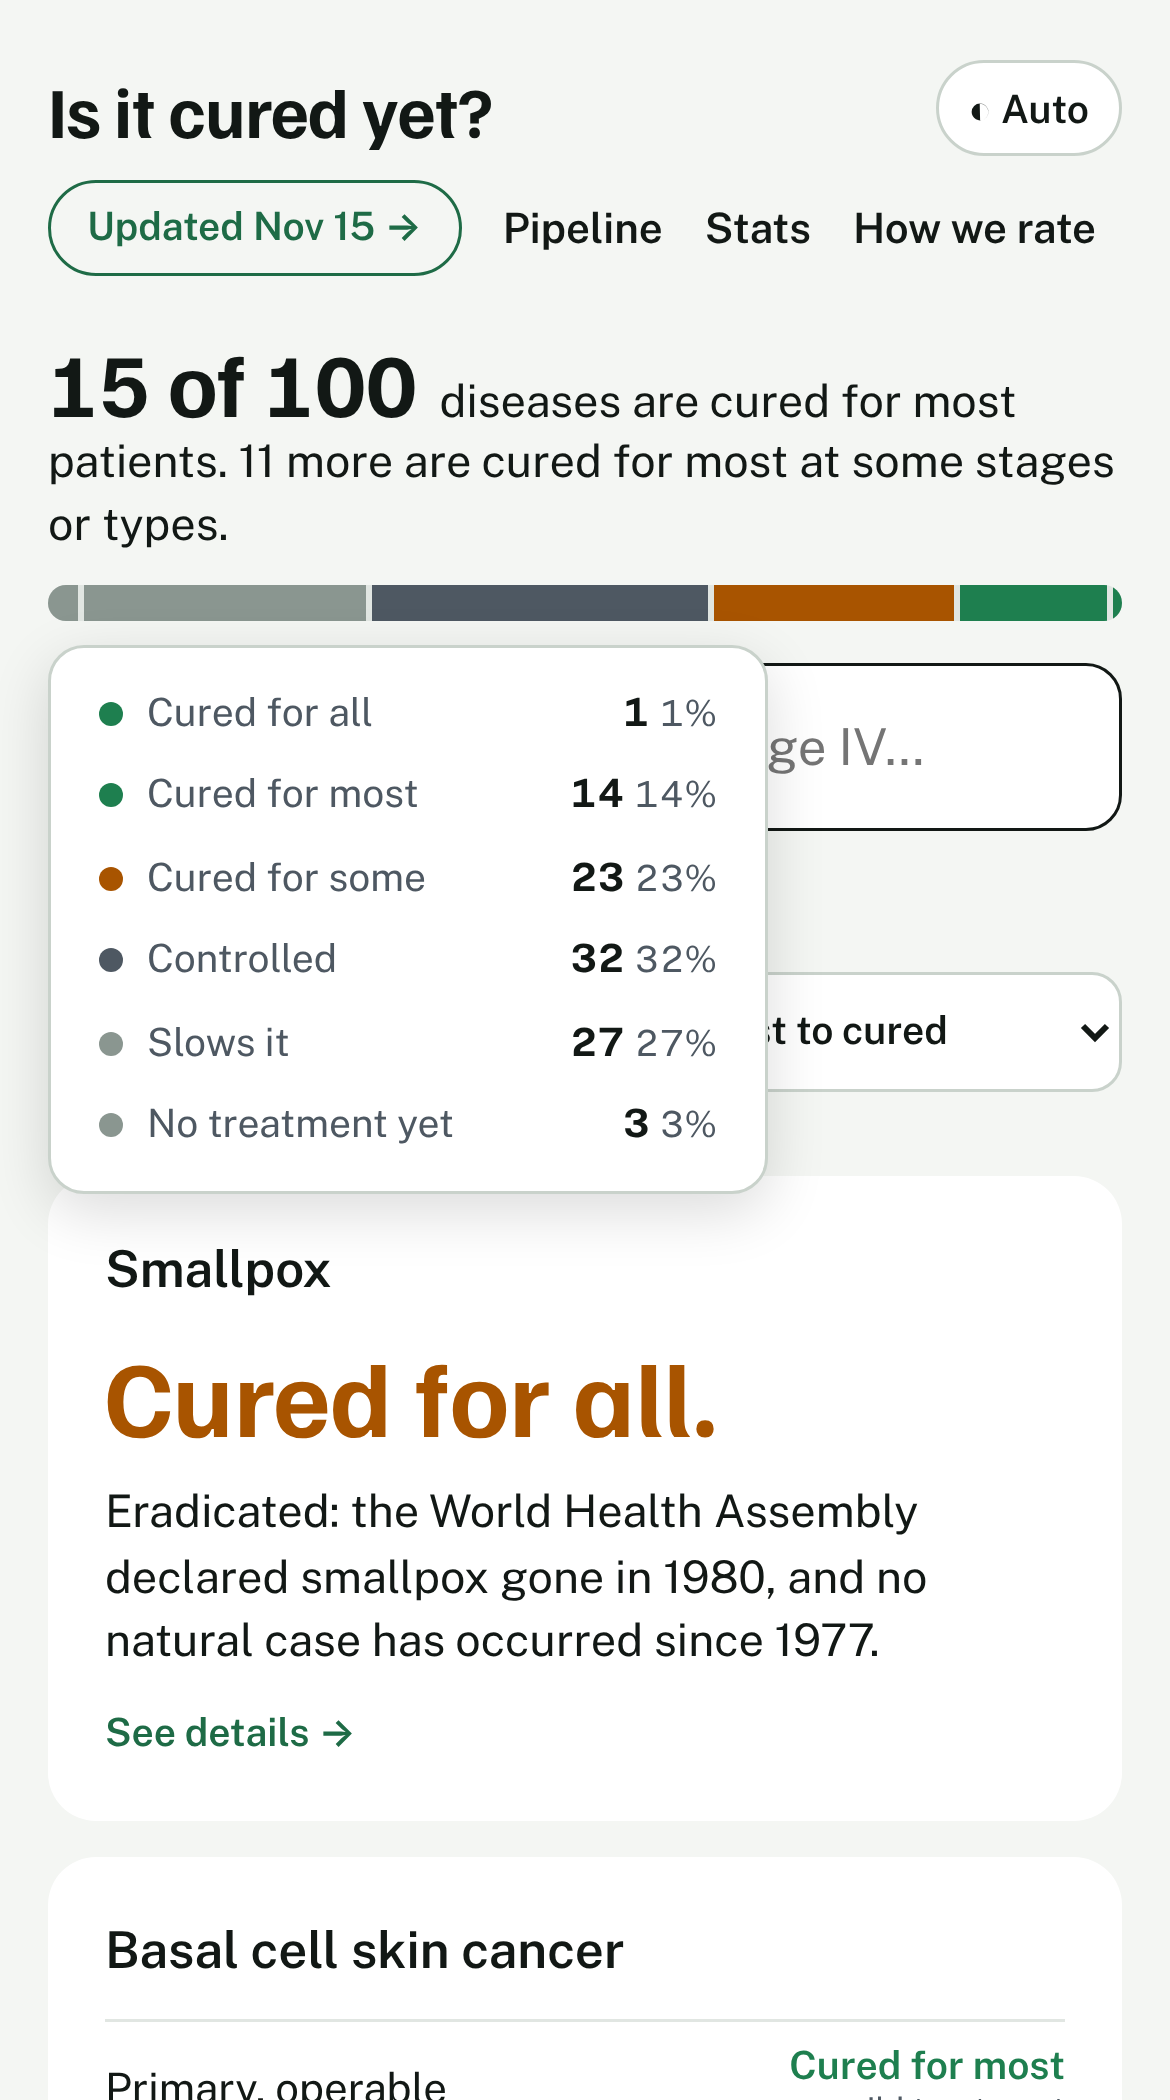 Is it cured yet?
Auto
Updated Nov 15 →
Pipeline
Stats
How we rate
15 of 100 diseases are cured for most
patients. 11 more are cured for most at some stages
or types.
Cured for all 1 1%
Cured for most 14 14%
Cured for some 23 23%
Controlled 32 32%
Slows it 27 27%
No treatment yet 3 3%
ge IV...
t to cured
Smallpox
Cured for all.
Eradicated: the World Health Assembly
declared smallpox gone in 1980, and no
natural case has occurred since 1977.
See details →
Basal cell skin cancer
Cured for most
Primary, operable